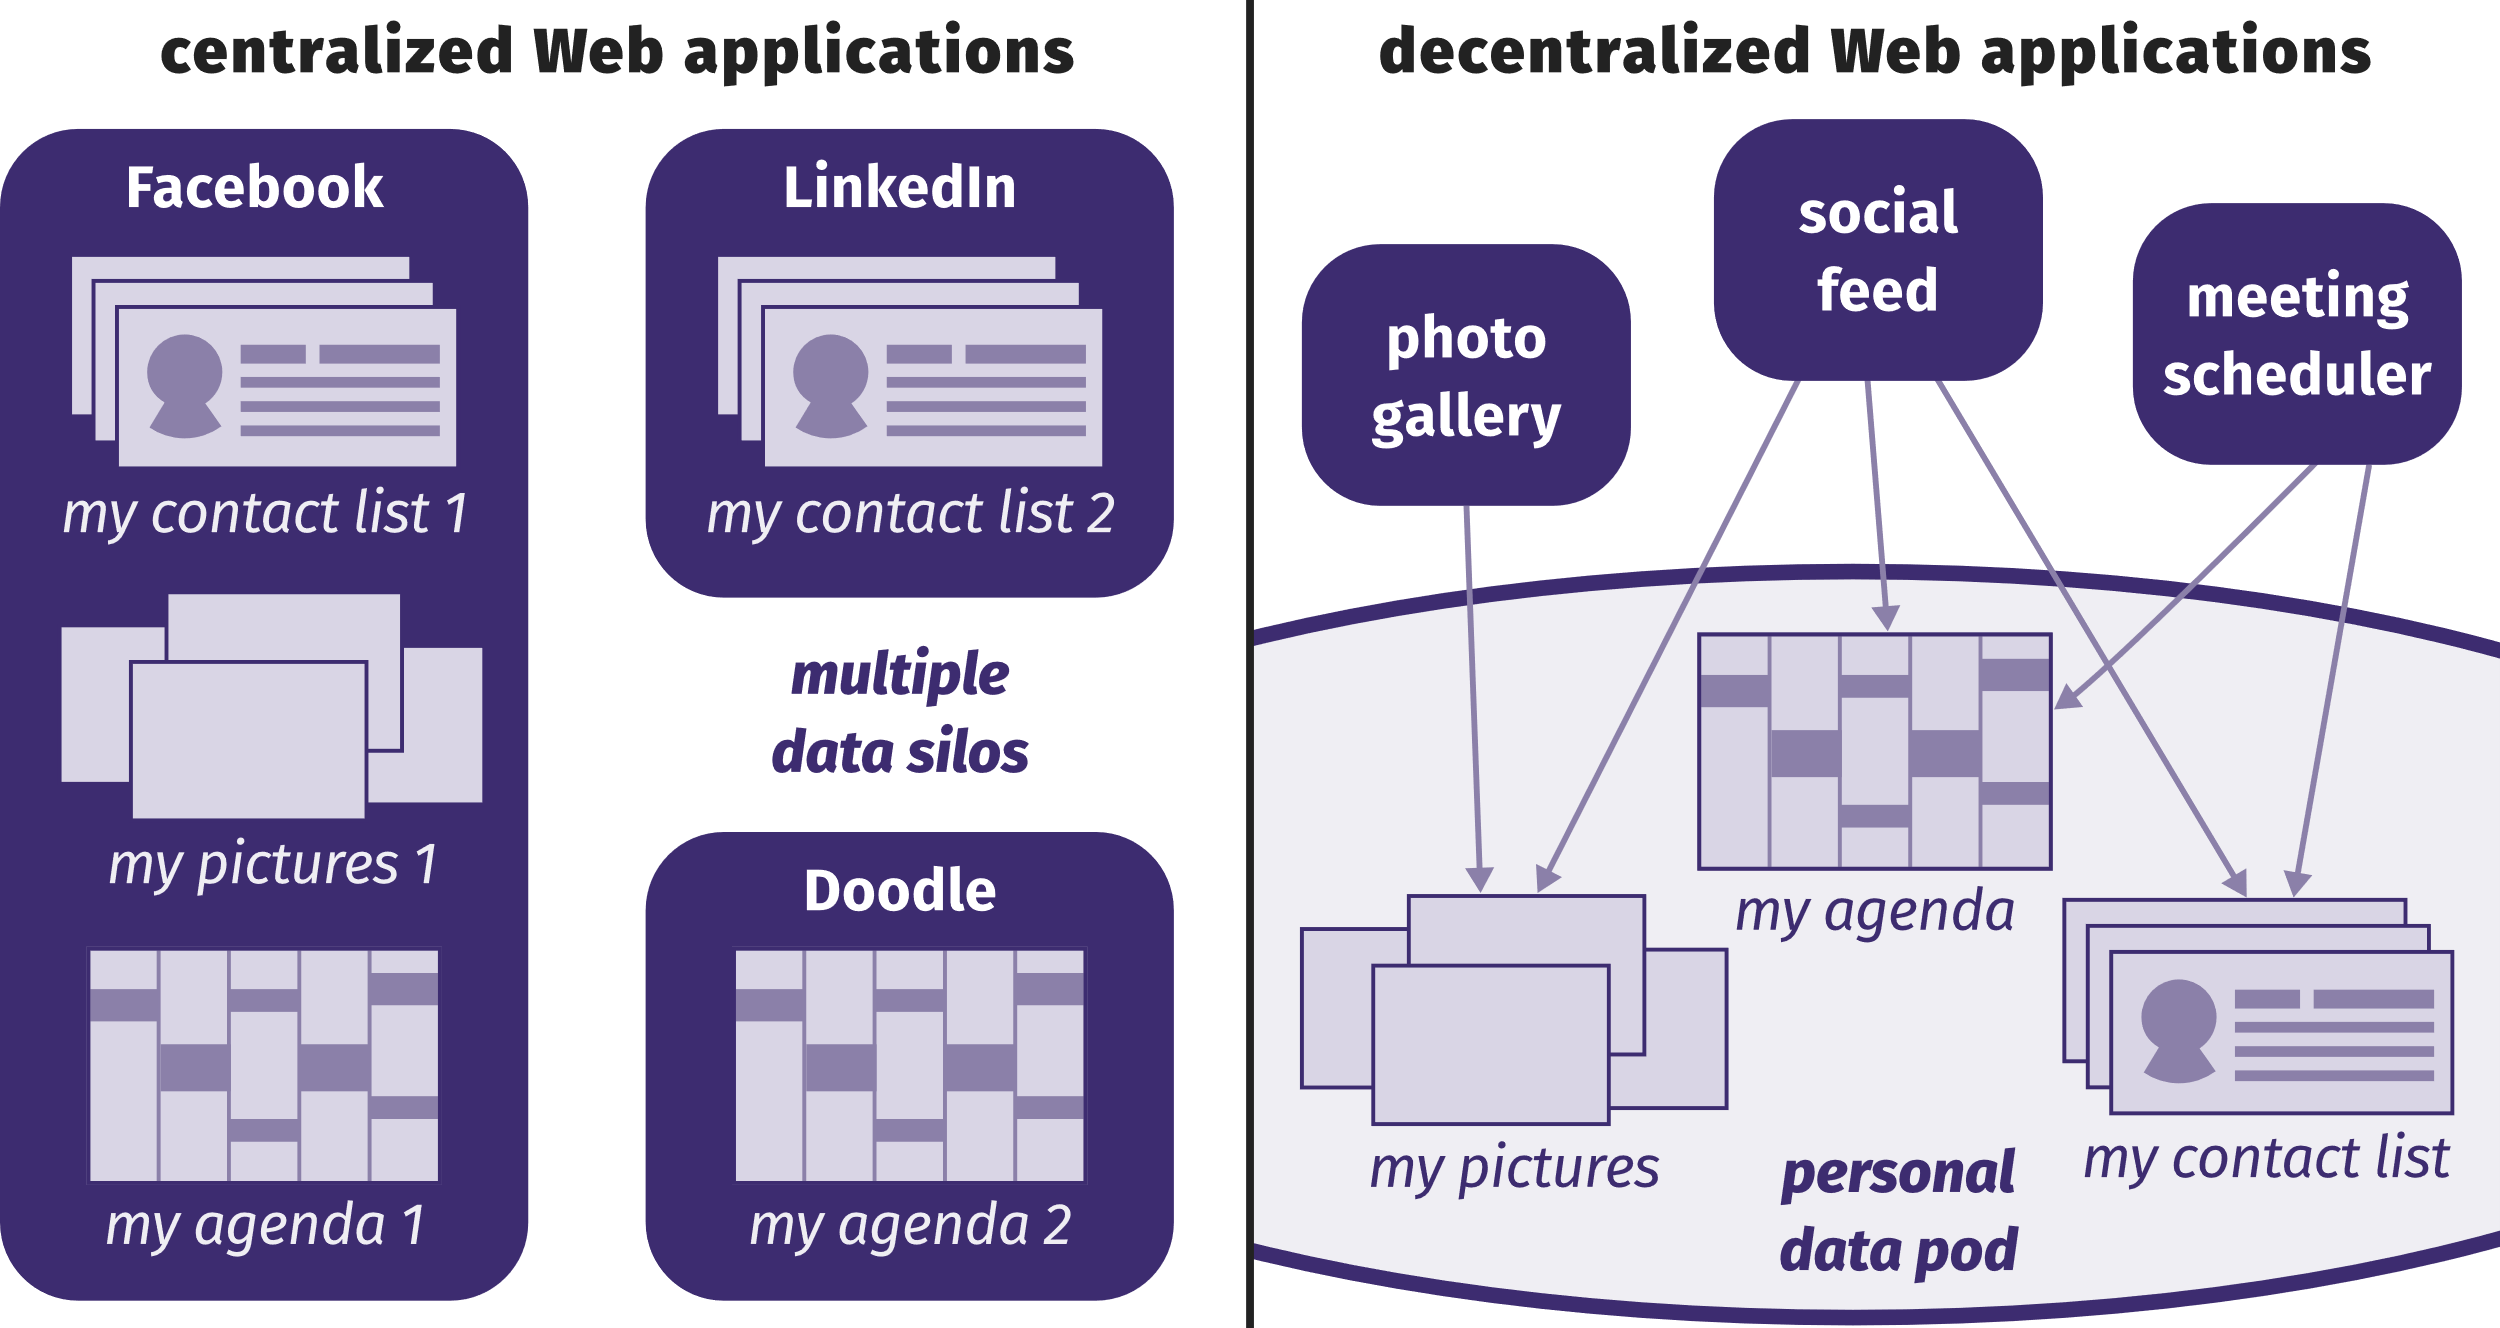 centralized Web applications
Facebook
my contact list 1
my pictures 1
my agenda 1
LinkedIn
my contact list 2
multiple
data silos
Doodle
my agenda 2
decentralized Web applications
photo
gallery
social
feed
meeting
scheduler
my agenda
my pictures
my contact list
personal
data pod